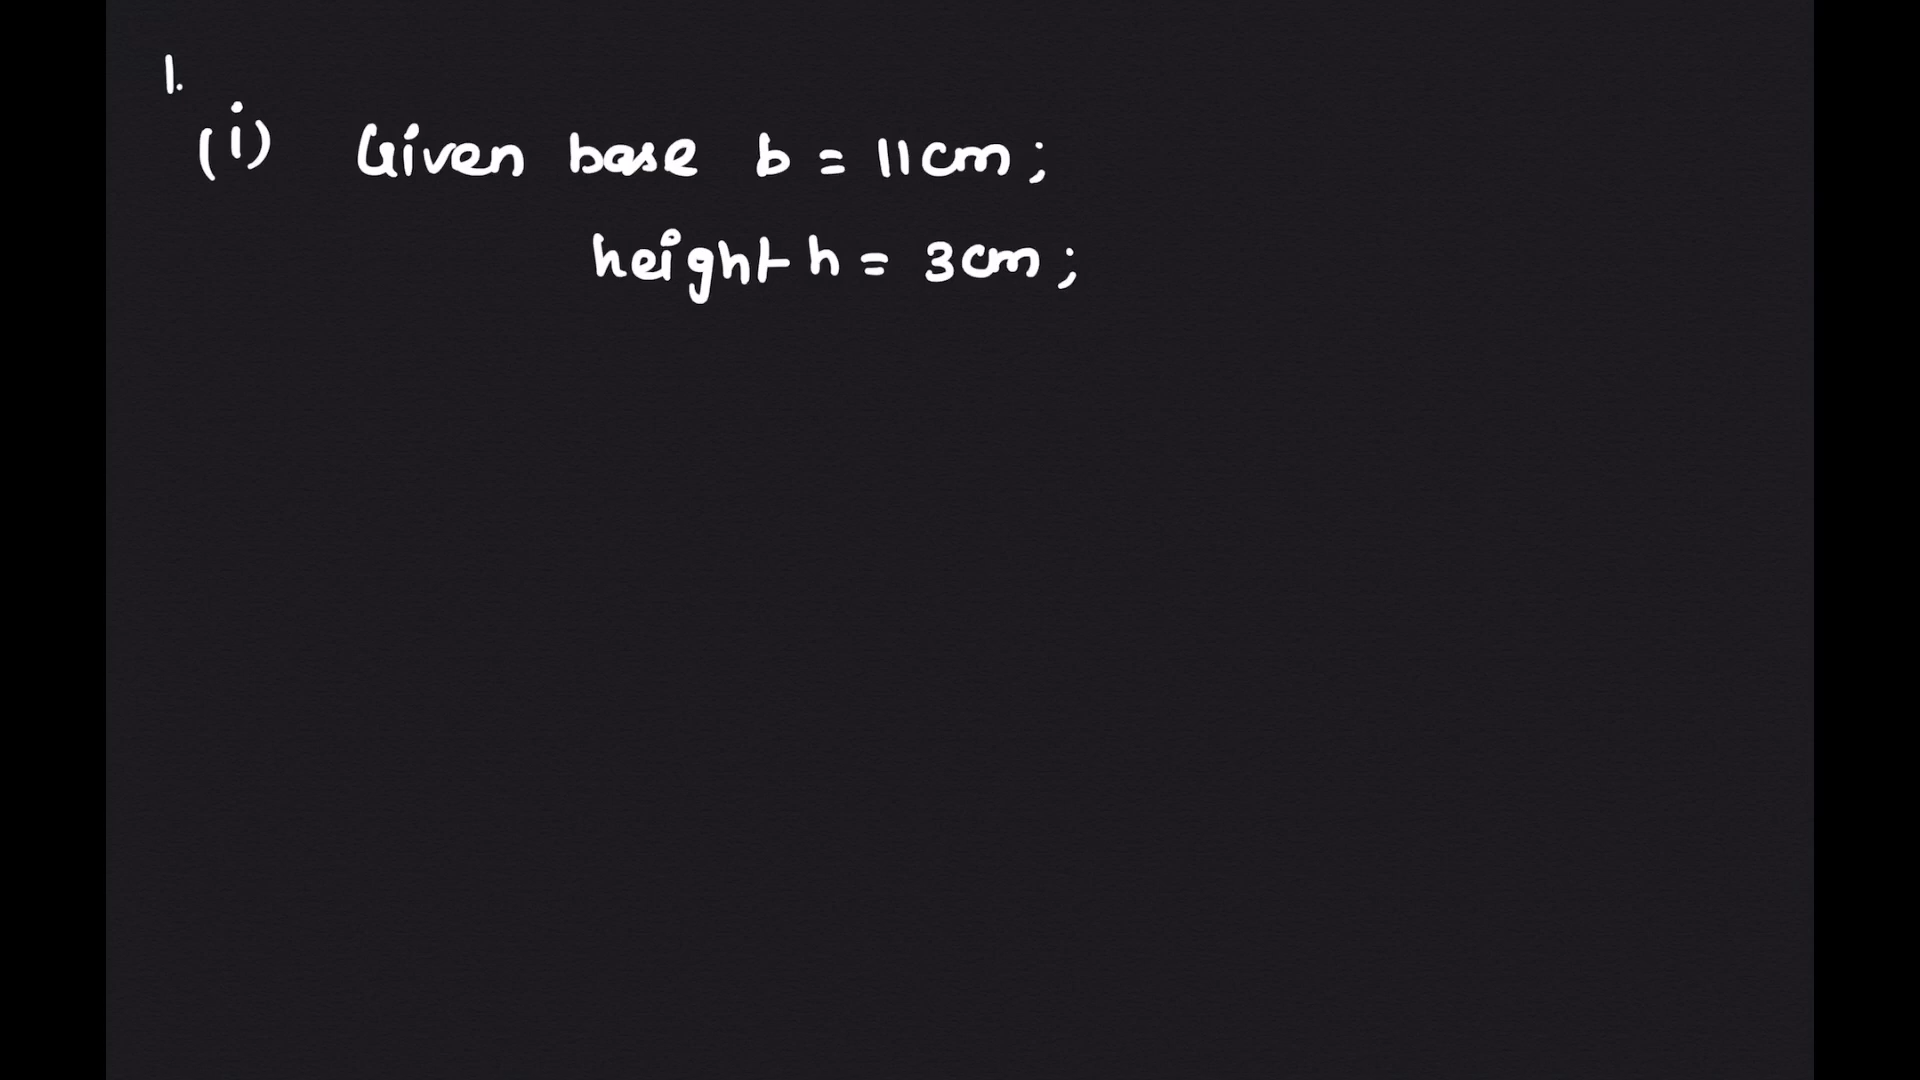 1.
(i) Given base b = 11cm;
height h = 3cm;